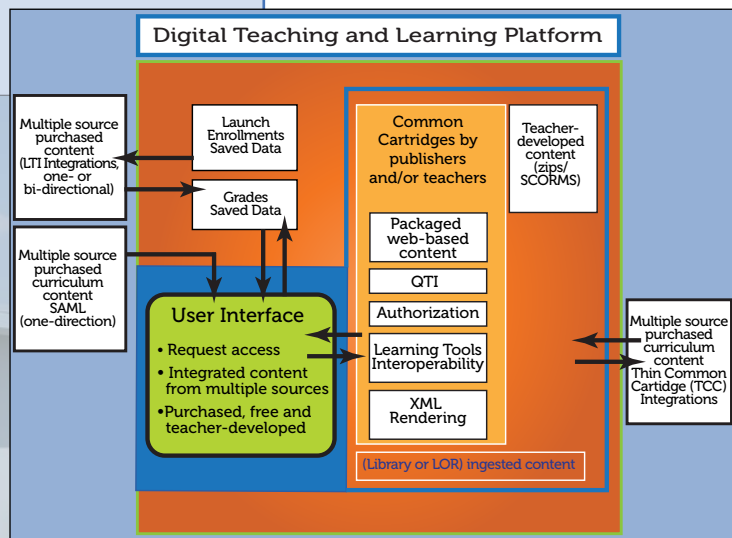 Digital Teaching and Learning Platform
Multiple source
purchased
content
(LTI Integrations,
one- or
bi-directional)
Launch
Enrollments
Saved Data
Grades
Saved Data
Multiple source
purchased
curriculum
content
SAML
(one-direction)
User Interface
• Request access
• Integrated content
from multiple sources
•Purchased, free and
teacher-developed
Common
Cartridges by
publishers
and/or teachers
Packaged
web-based
content
QTI
Authorization
Learning Tools
Interoperability
XML
Rendering
(Library or LOR) ingested content
Teacher-
developed
content
(zips/
SCORMS)
Multiple source
purchased
curriculum
content
Thin Common
Cartidge (TCC)
Integrations